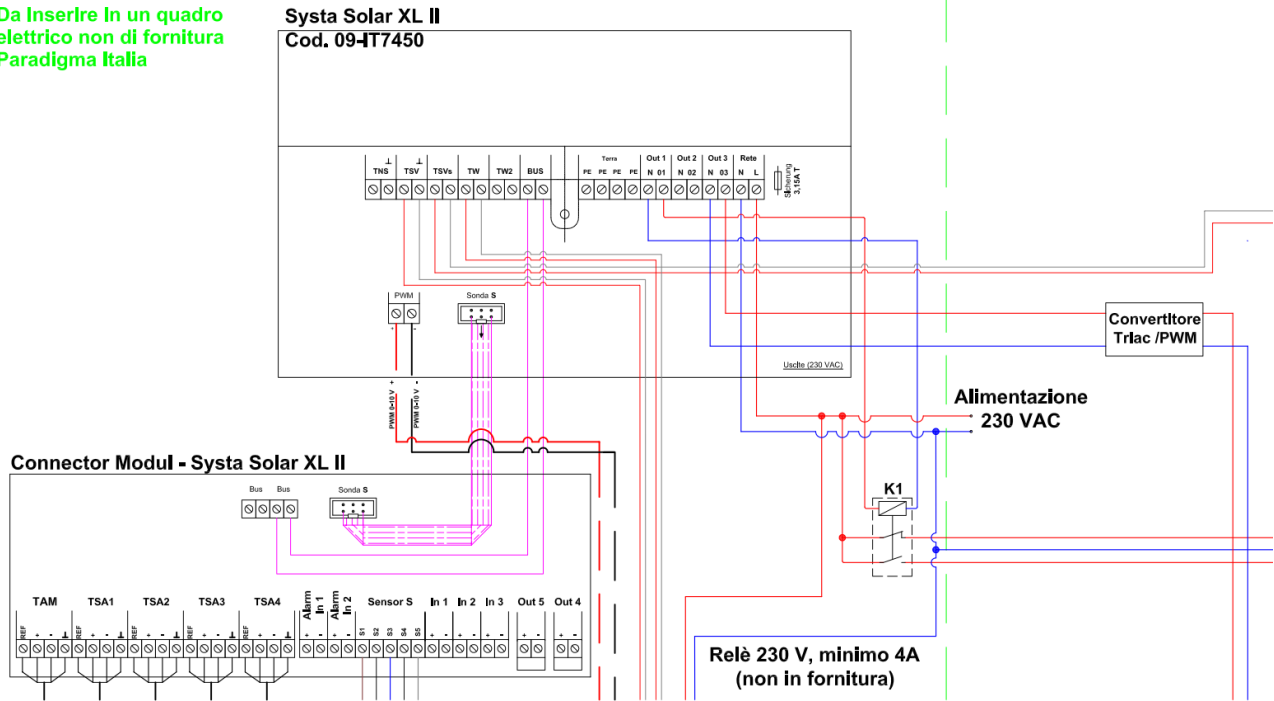 Da Inserire in un quadro
elettrico non di fornitura
Paradigma Italia
Systa Solar XL II
Cod. 09-IT7450
TNS ⊥ TSV ⊥ TSVs TW TW2 BUS
Terra Out 1 Out 2 Out 3 Rete
PE PE PE PE N 01 N 02 N 03 N L
Sicherung
3,15A T
PWM
+ -
Sonda S
Uscite (230 VAC)
PWM 0-10 V +
PWM 0-10 V -
Convertitore
Triac /PWM
Alimentazione
230 VAC
K1
Connector Modul - Systa Solar XL II
Bus Bus
Sonda S
TAM TSA1 TSA2 TSA3 TSA4 Alarm In 1 Alarm In 2 Sensor S In 1 In 2 In 3 Out 5 Out 4
REF + - ⊥ REF + - ⊥ REF + - ⊥ REF + - ⊥ REF + - ⊥ + - + - S1 S2 S3 S4 S5 + - + - + - + - + -
Relè 230 V, minimo 4A
(non in fornitura)